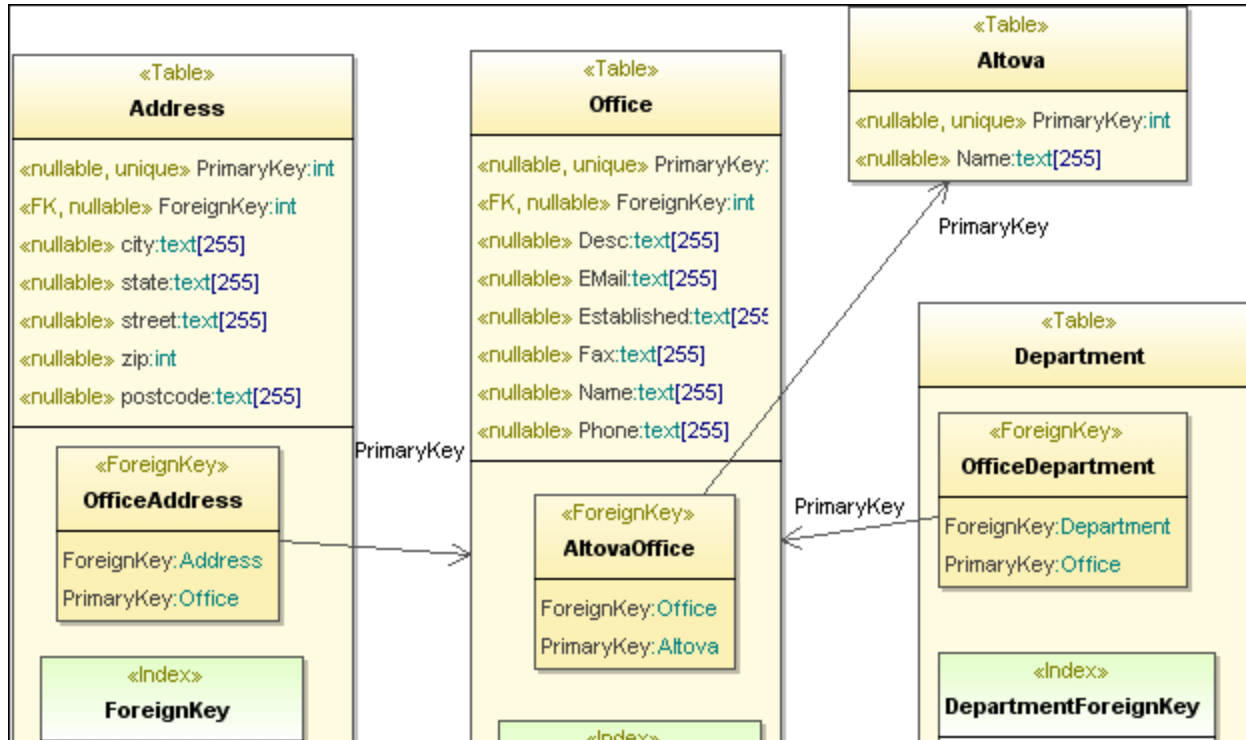 «Table»
Address
«nullable, unique» PrimaryKey:int
«FK, nullable» ForeignKey:int
«nullable» city:text[255]
«nullable» state:text[255]
«nullable» street:text[255]
«nullable» zip:int
«nullable» postcode:text[255]
«ForeignKey»
OfficeAddress
ForeignKey:Address
PrimaryKey:Office
«Index»
ForeignKey
PrimaryKey
«Table»
Office
«nullable, unique» PrimaryKey:
«FK, nullable» ForeignKey:int
«nullable» Desc:text[255]
«nullable» EMail:text[255]
«nullable» Established:text[255
«nullable» Fax:text[255]
«nullable» Name:text[255]
«nullable» Phone:text[255]
«ForeignKey»
AltovaOffice
ForeignKey:Office
PrimaryKey:Altova
«Index»
«Table»
Altova
«nullable, unique» PrimaryKey:int
«nullable» Name:text[255]
PrimaryKey
PrimaryKey
«Table»
Department
«ForeignKey»
OfficeDepartment
ForeignKey:Department
PrimaryKey:Office
«Index»
DepartmentForeignKey